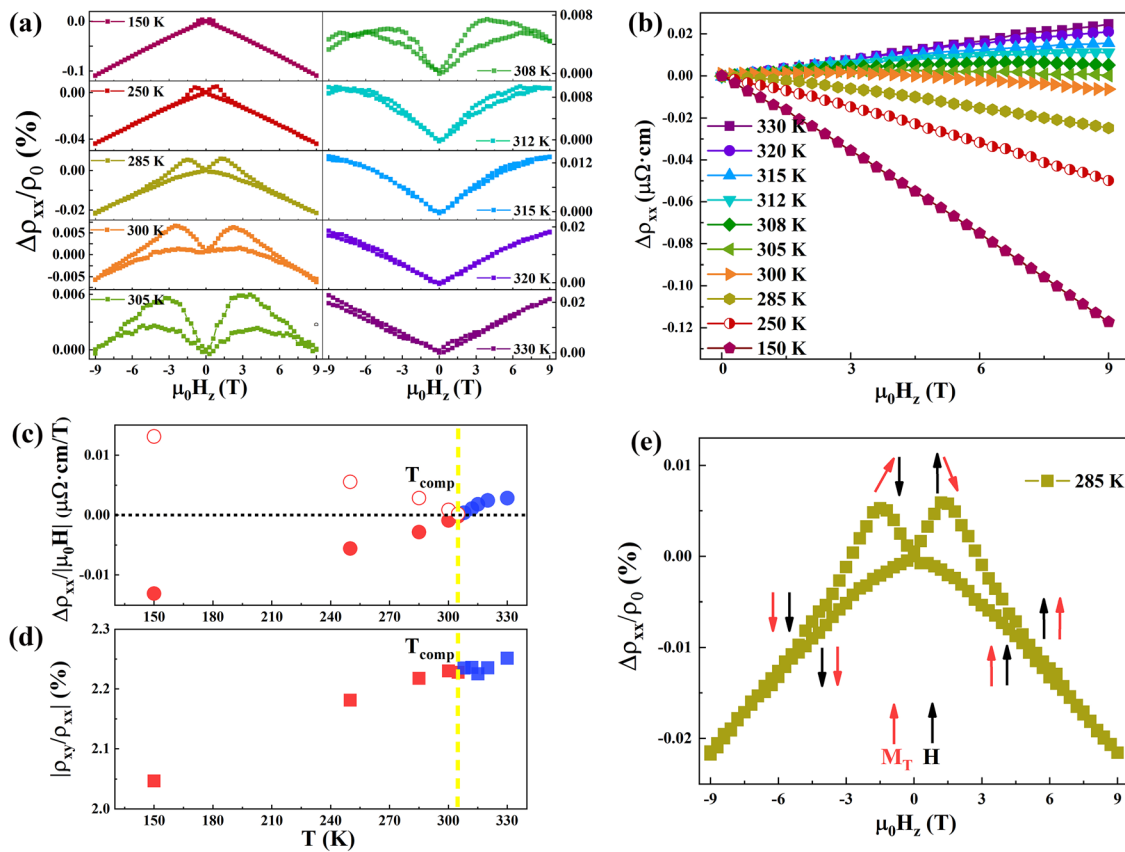 (a)
Δρxx/ρ0 (%)
150 K
0.0
-0.1
250 K
0.00
-0.04
285 K
0.00
-0.02
300 K
0.005
0.000
-0.005
305 K
0.006
0.000
-9 -6 -3 0 3 6 9
μ0Hz (T)
0.008
308 K
0.000
0.008
312 K
0.000
0.012
315 K
0.000
0.02
320 K
0.00
0.02
330 K
0.00
-9 -6 -3 0 3 6 9
μ0Hz (T)
(b)
Δρxx (μΩ·cm)
0.02
0.00
-0.02
-0.04
-0.06
-0.08
-0.10
-0.12
330 K
320 K
315 K
312 K
308 K
305 K
300 K
285 K
250 K
150 K
0 3 6 9
μ0Hz (T)
(c)
Δρxx/|μ0H| (μΩ·cm/T)
0.01
0.00
-0.01
Tcomp
150 180 210 240 270 300 330
(d)
|ρxy/ρxx| (%)
2.3
2.2
2.1
2.0
Tcomp
150 180 210 240 270 300 330
T (K)
(e)
Δρxx/ρ0 (%)
0.01
0.00
-0.01
-0.02
285 K
MT H
-9 -6 -3 0 3 6 9
μ0Hz (T)